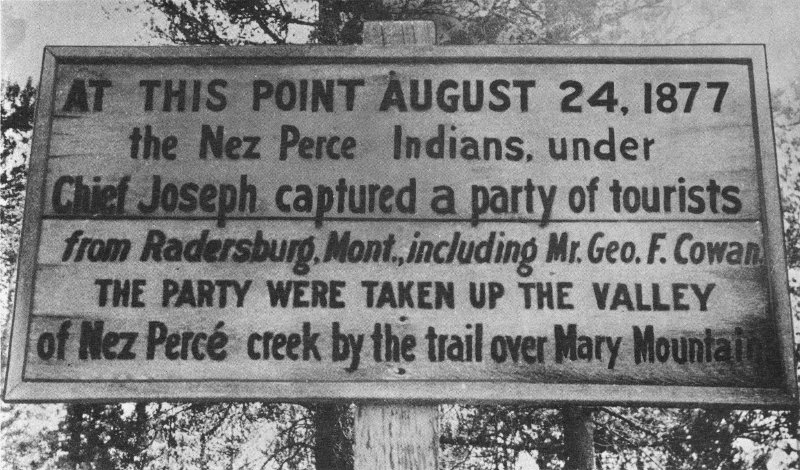 AT THIS POINT AUGUST 24, 1877
the Nez Perce Indians, under
Chief Joseph captured a party of tourists
from Radersburg, Mont., including Mr. Geo. F. Cowan.
THE PARTY WERE TAKEN UP THE VALLEY
of Nez Percé creek by the trail over Mary Mountain